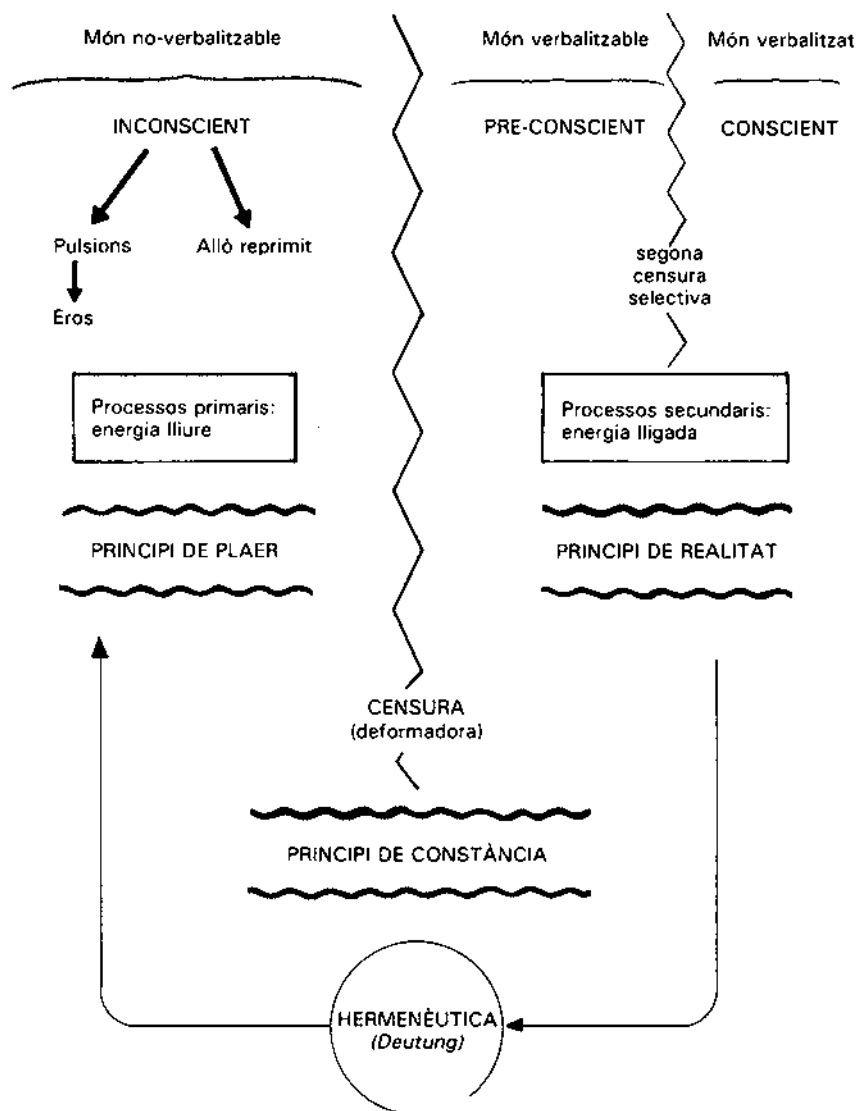 Món no-verbalitzable
Món verbalitzable
Món verbalitzat
INCONSCIENT
PRE-CONSCIENT
CONSCIENT
Pulsions
Allò reprimit
Eros
segona
censura
selectiva
Processos primaris:
energia lliure
Processos secundaris:
energia lligada
PRINCIPI DE PLAER
PRINCIPI DE REALITAT
CENSURA
(deformadora)
PRINCIPI DE CONSTÀNCIA
HERMENÈUTICA
(Deutung)